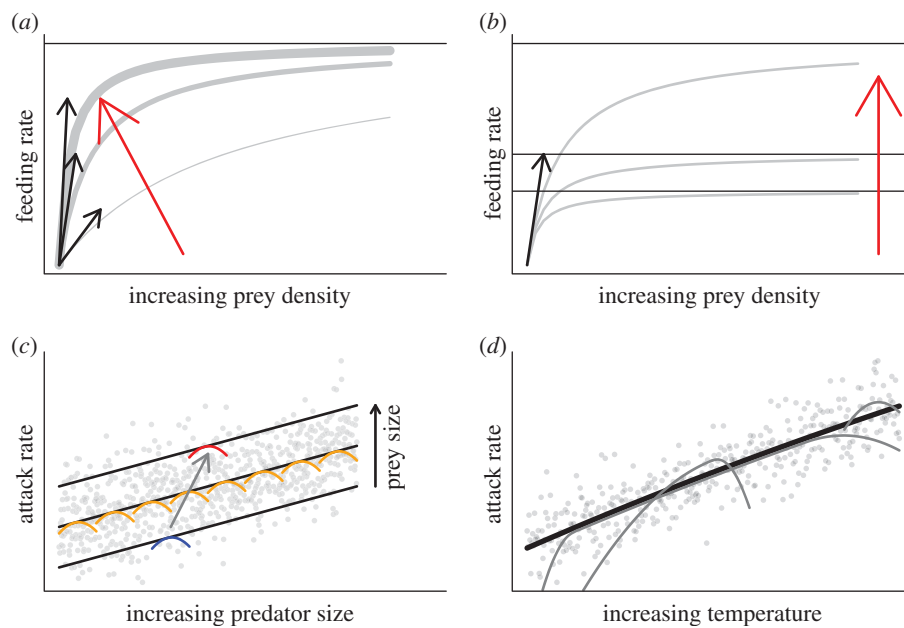 (a)
feeding rate
increasing prey density
(b)
feeding rate
increasing prey density
(c)
attack rate
prey size
increasing predator size
(d)
attack rate
increasing temperature